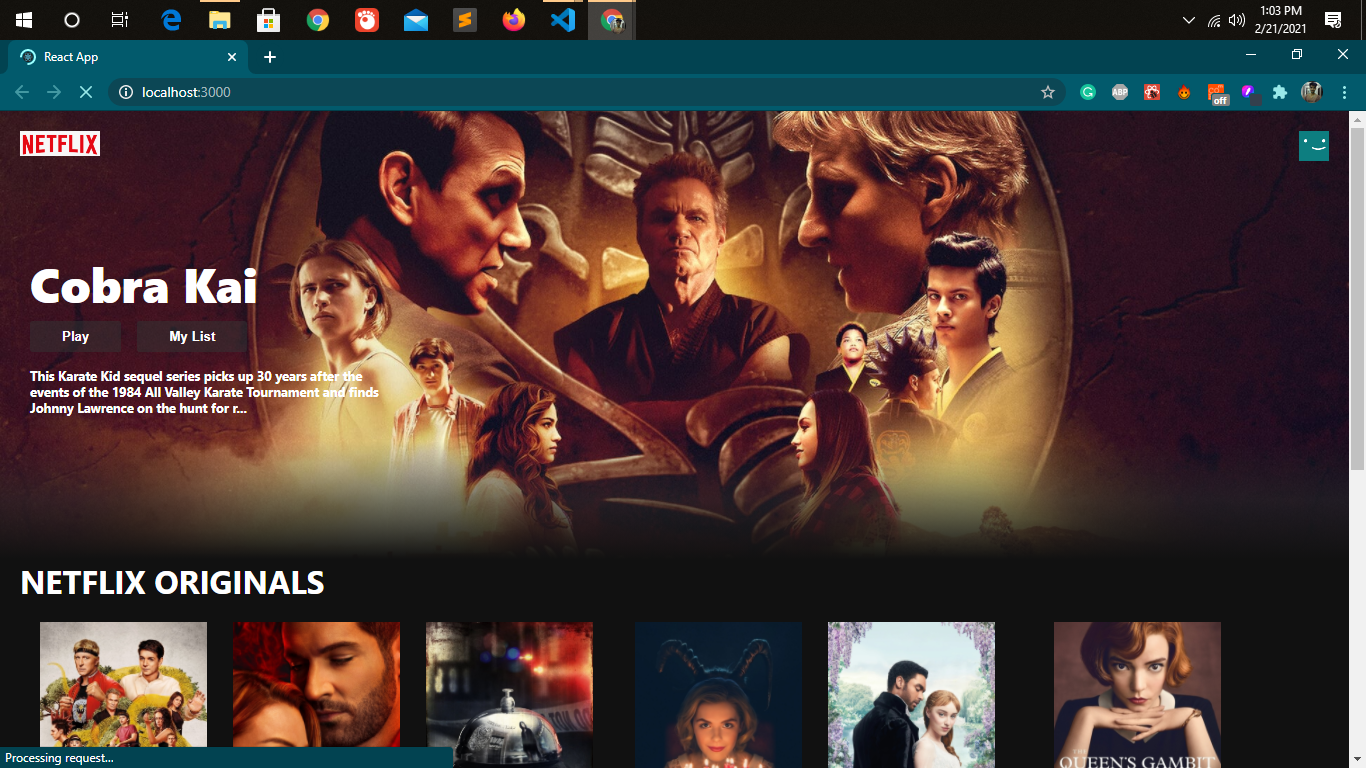 1:03 PM
2/21/2021
React App
localhost:3000
ABP
off
NETFLIX
Cobra Kai
Play
My List
This Karate Kid sequel series picks up 30 years after the
events of the 1984 All Valley Karate Tournament and finds
Johnny Lawrence on the hunt for r...
NETFLIX ORIGINALS
QUEEN'S GAMBIT
Processing request...